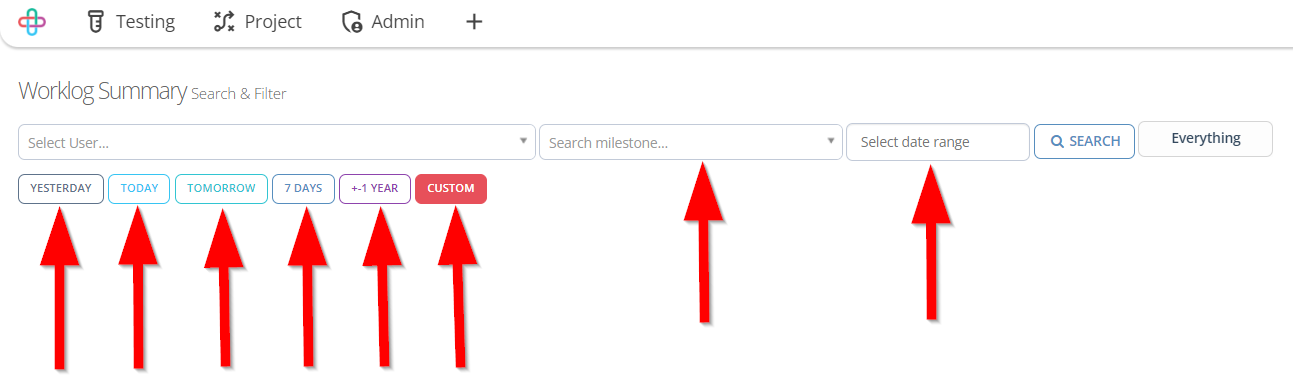 Testing Project Admin
Worklog Summary Search & Filter
Select User... Search milestone... Select date range SEARCH Everything
YESTERDAY TODAY TOMORROW 7 DAYS +-1 YEAR CUSTOM